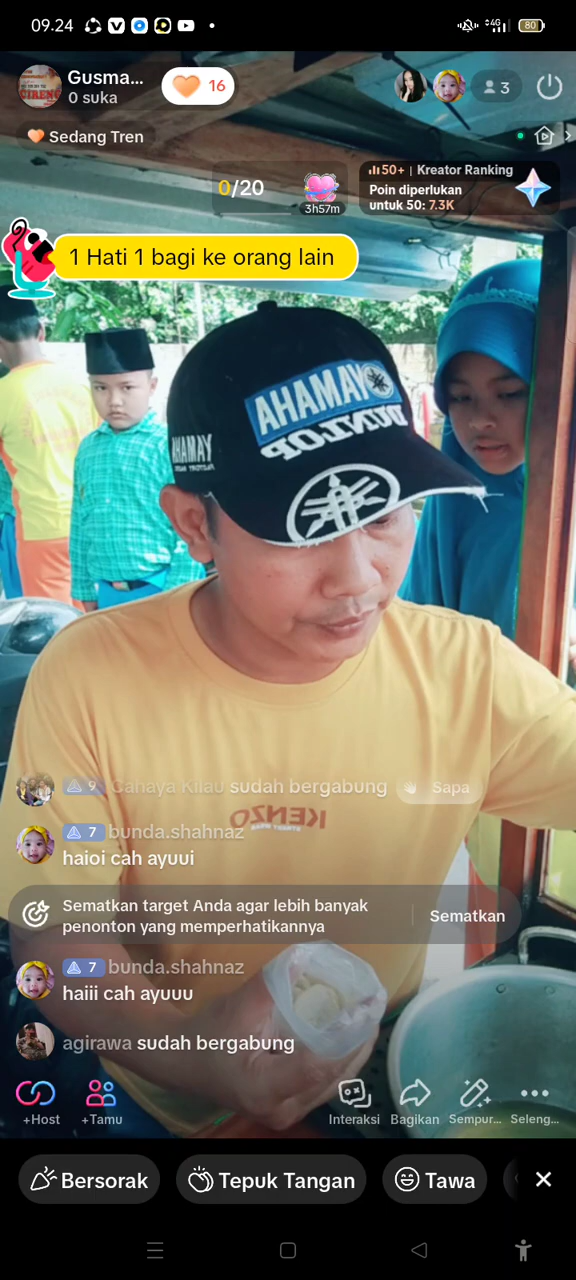 09.24
4G
80
Gusma...
0 suka
16
3
Sedang Tren
0/20
3h57m
50+ | Kreator Ranking
Poin diperlukan
untuk 50: 7.3K
1 Hati 1 bagi ke orang lain
YAMAHA
DUNLOP
YAMAHA
9 Cahaya Kilau sudah bergabung
Sapa
KENZO
7 bunda.shahnaz
haioi cah ayuui
Sematkan target Anda agar lebih banyak
penonton yang memperhatikannya
Sematkan
7 bunda.shahnaz
haiii cah ayuuu
agirawa sudah bergabung
+Host
+Tamu
Interaksi
Bagikan
Sempur...
Seleng...
Bersorak
Tepuk Tangan
Tawa